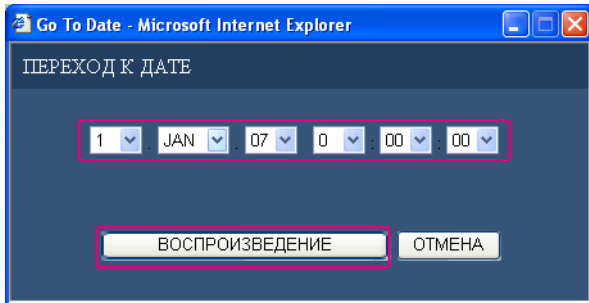 Go To Date - Microsoft Internet Explorer
ПЕРЕХОД К ДАТЕ
1 . JAN . 07 0 : 00 : 00
ВОСПРОИЗВЕДЕНИЕ ОТМЕНА